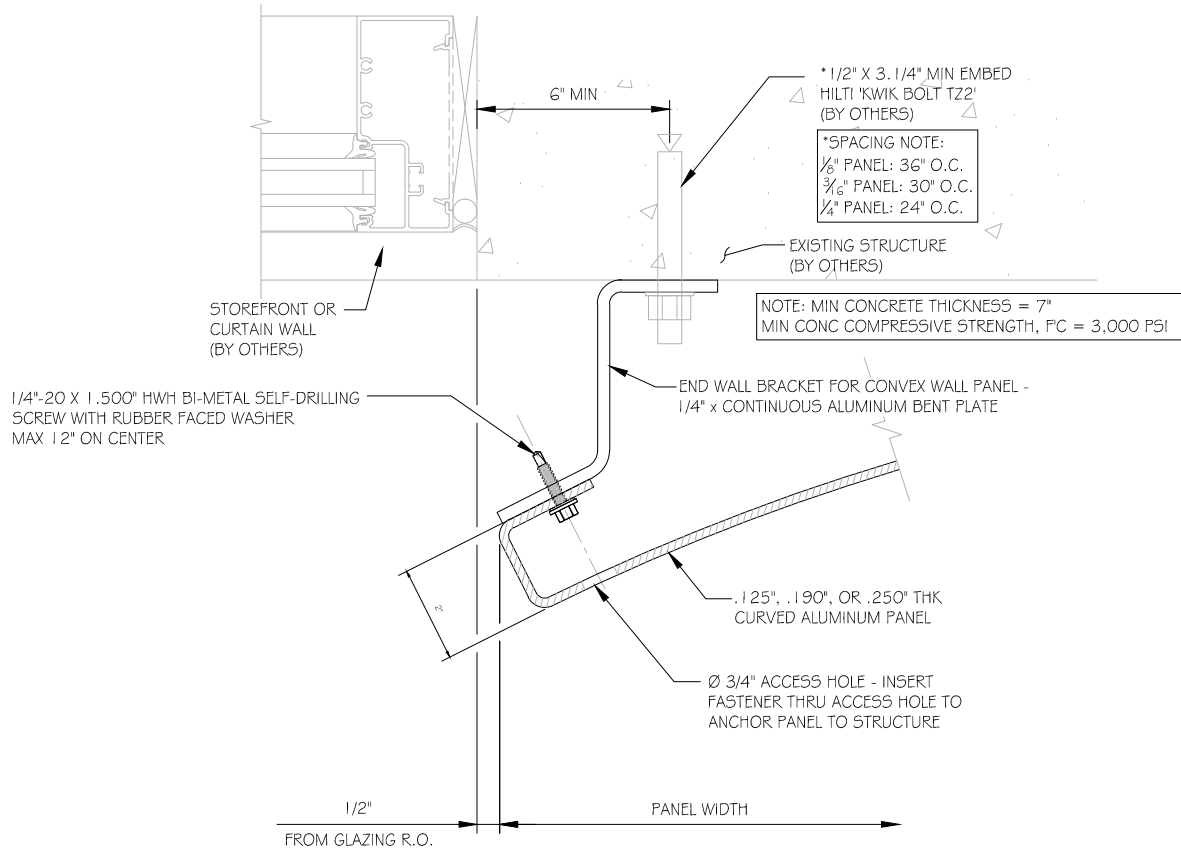 6" MIN
*1/2" X 3.1/4" MIN EMBED
HILTI 'KWIK BOLT TZ2'
(BY OTHERS)
*SPACING NOTE:
1/8" PANEL: 36" O.C.
3/16" PANEL: 30" O.C.
1/4" PANEL: 24" O.C.
EXISTING STRUCTURE
(BY OTHERS)
STOREFRONT OR
CURTAIN WALL
(BY OTHERS)
NOTE: MIN CONCRETE THICKNESS = 7"
MIN CONC COMPRESSIVE STRENGTH, F'C = 3,000 PSI
1/4"-20 X 1.500" HWH BI-METAL SELF-DRILLING
SCREW WITH RUBBER FACED WASHER
MAX 12" ON CENTER
END WALL BRACKET FOR CONVEX WALL PANEL -
1/4" x CONTINUOUS ALUMINUM BENT PLATE
2"
.125", .190", OR .250" THK
CURVED ALUMINUM PANEL
Ø 3/4" ACCESS HOLE - INSERT
FASTENER THRU ACCESS HOLE TO
ANCHOR PANEL TO STRUCTURE
1/2"
FROM GLAZING R.O.
PANEL WIDTH